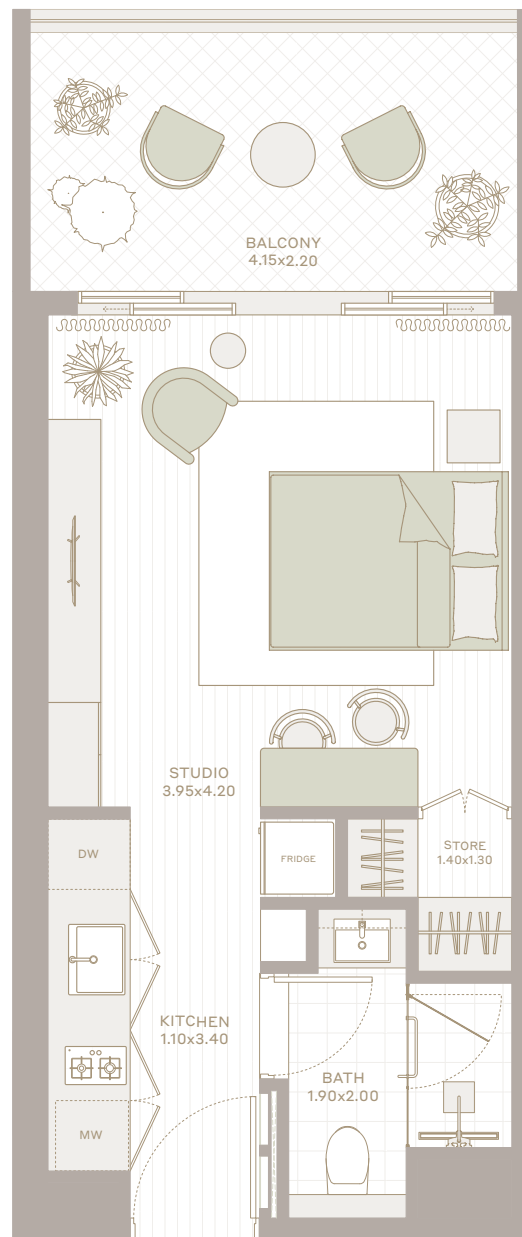 BALCONY
4.15x2.20
STUDIO
3.95x4.20
DW
FRIDGE
STORE
1.40x1.30
KITCHEN
1.10x3.40
BATH
1.90x2.00
MW